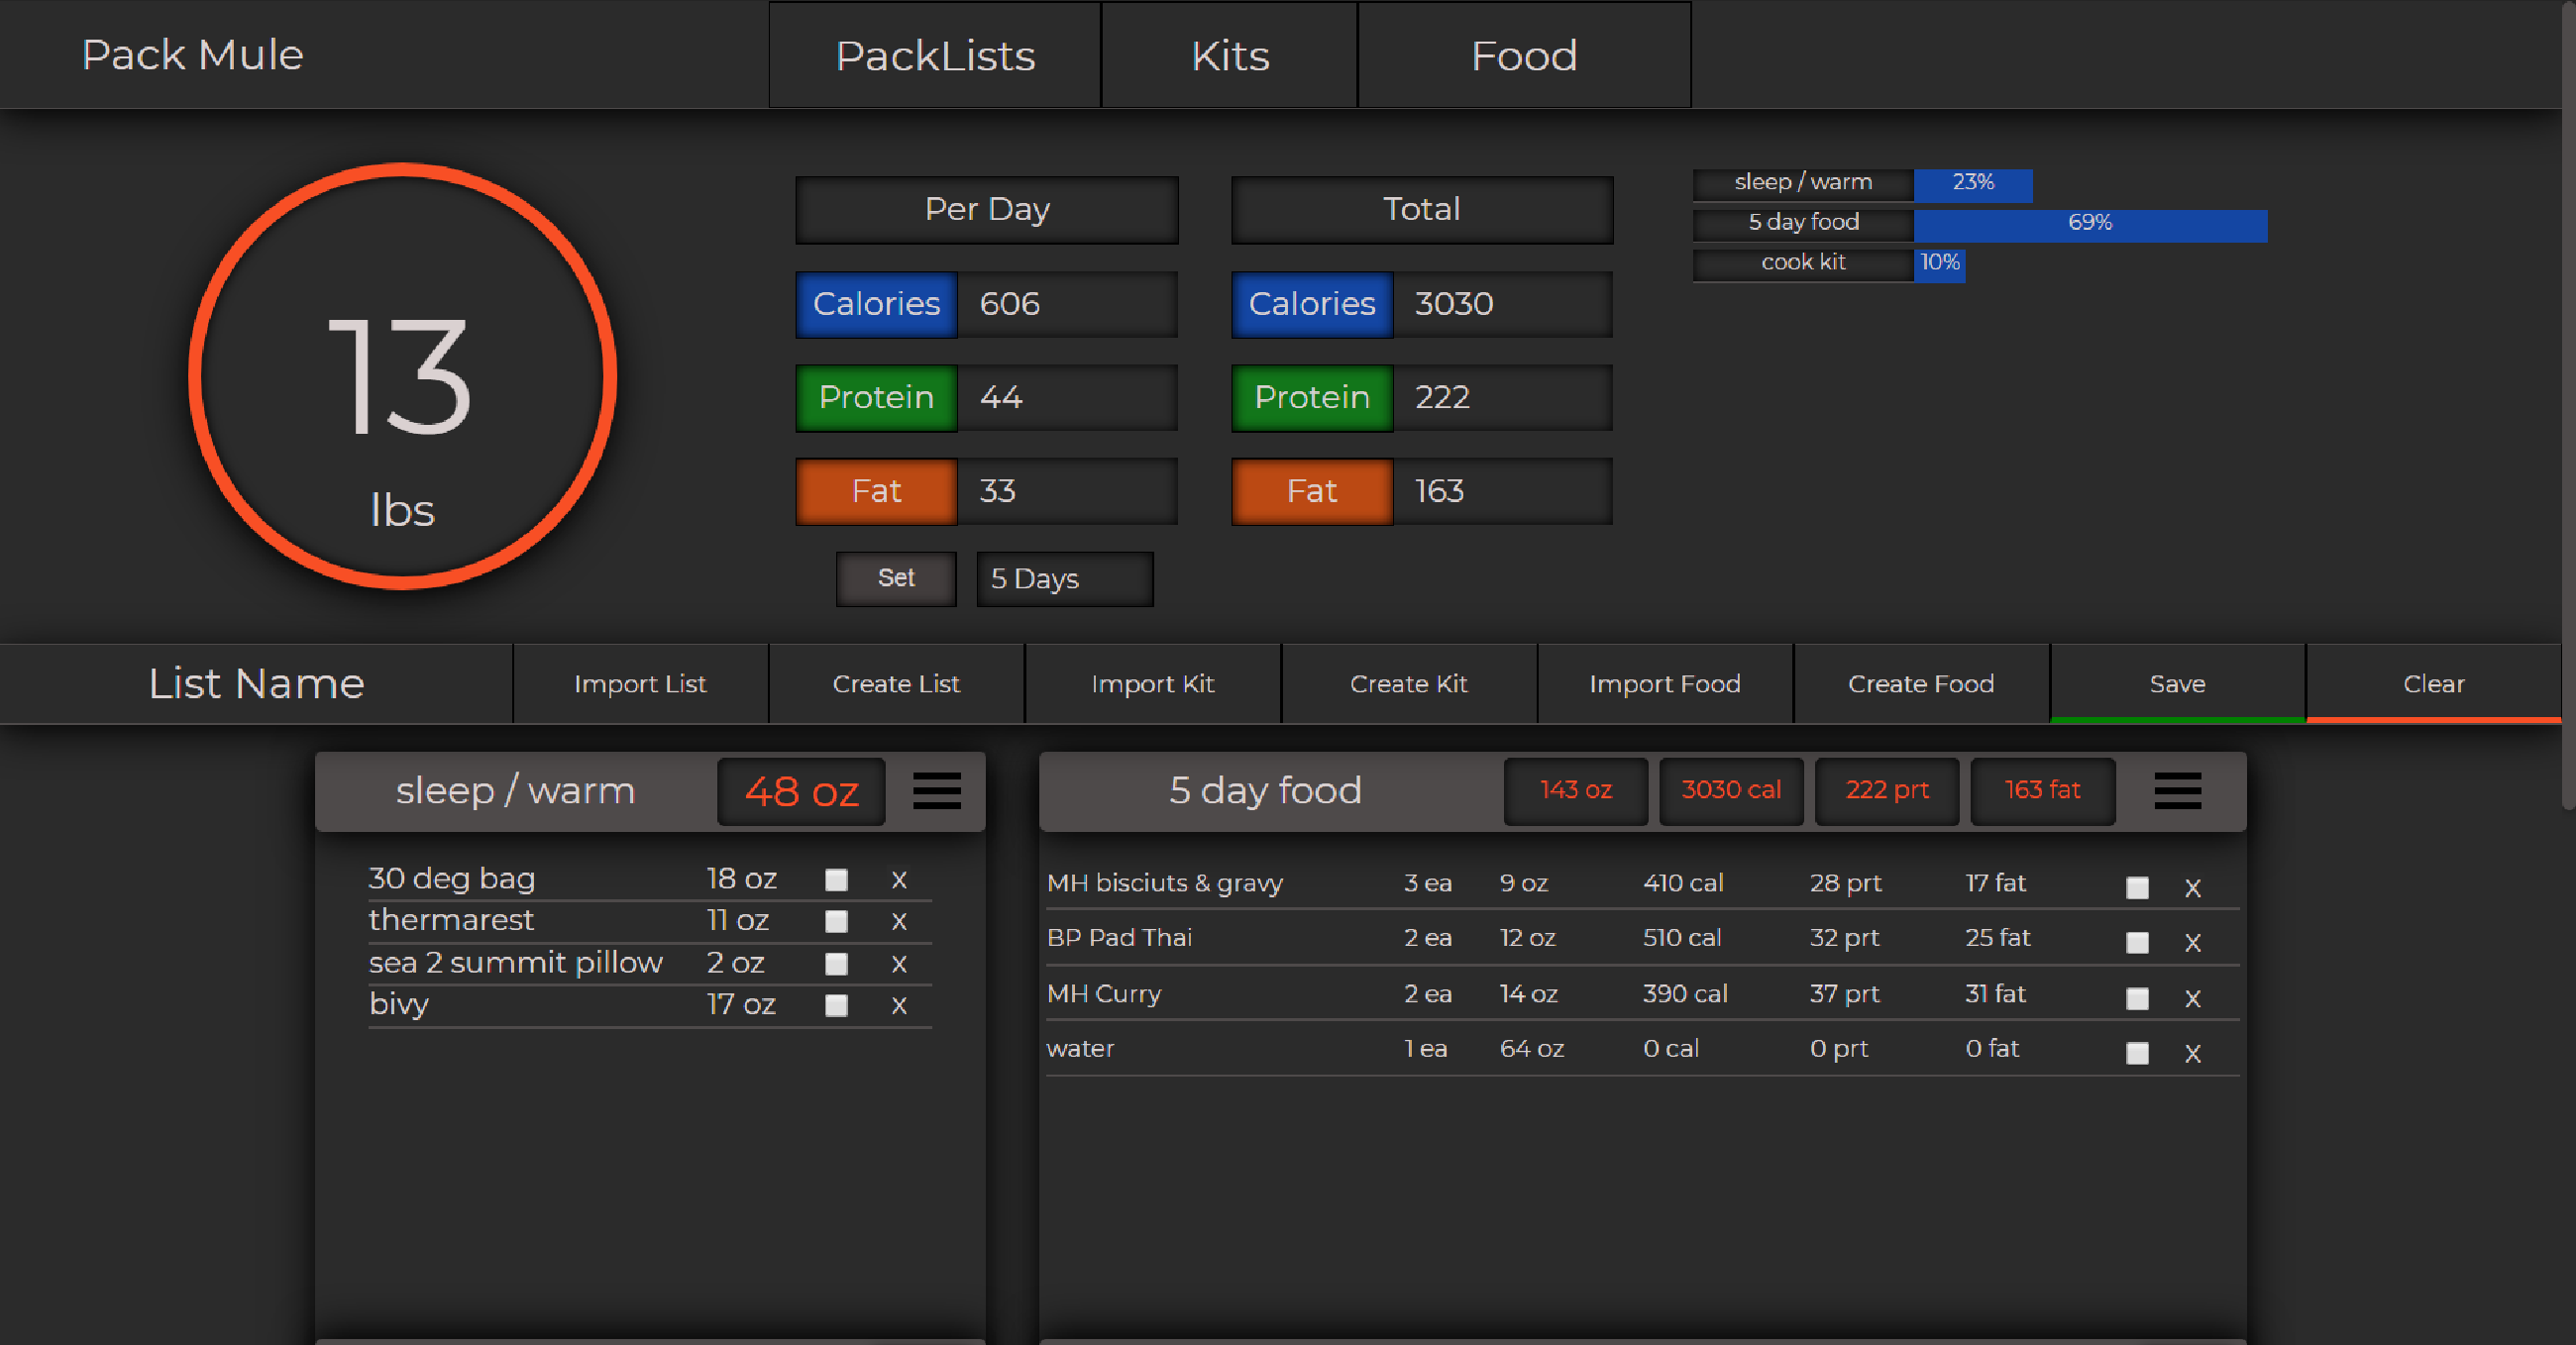 Pack Mule PackLists Kits Food
13
lbs
Per Day
Calories 606
Protein 44
Fat 33
Set 5 Days
Total
Calories 3030
Protein 222
Fat 163
sleep / warm 23%
5 day food 69%
cook kit 10%
List Name Import List Create List Import Kit Create Kit Import Food Create Food Save Clear
sleep / warm 48 oz
30 deg bag 18 oz X
thermarest 11 oz X
sea 2 summit pillow 2 oz X
bivy 17 oz X
5 day food 143 oz 3030 cal 222 prt 163 fat
MH bisciuts & gravy 3 ea 9 oz 410 cal 28 prt 17 fat X
BP Pad Thai 2 ea 12 oz 510 cal 32 prt 25 fat X
MH Curry 2 ea 14 oz 390 cal 37 prt 31 fat X
water 1 ea 64 oz 0 cal 0 prt 0 fat X